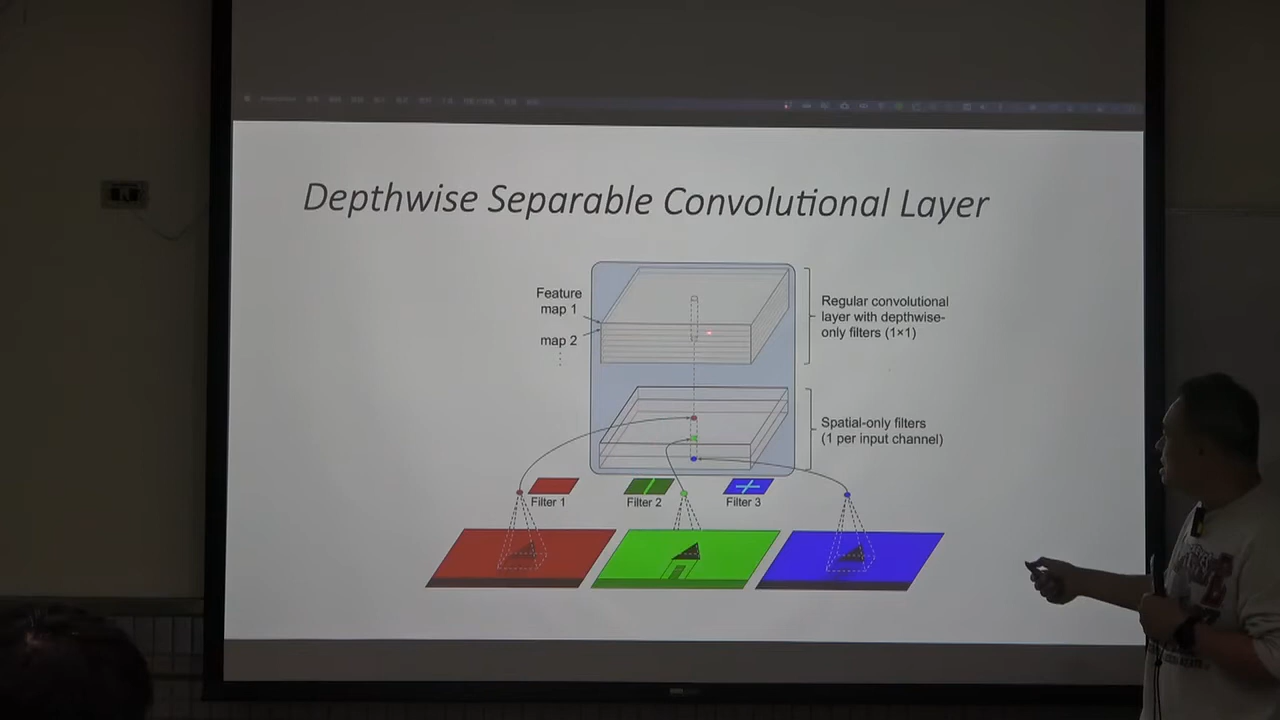 Depthwise Separable Convolutional Layer
Feature
map 1
map 2
Regular convolutional
layer with depthwise-
only filters (1×1)
Spatial-only filters
(1 per input channel)
Filter 1
Filter 2
Filter 3